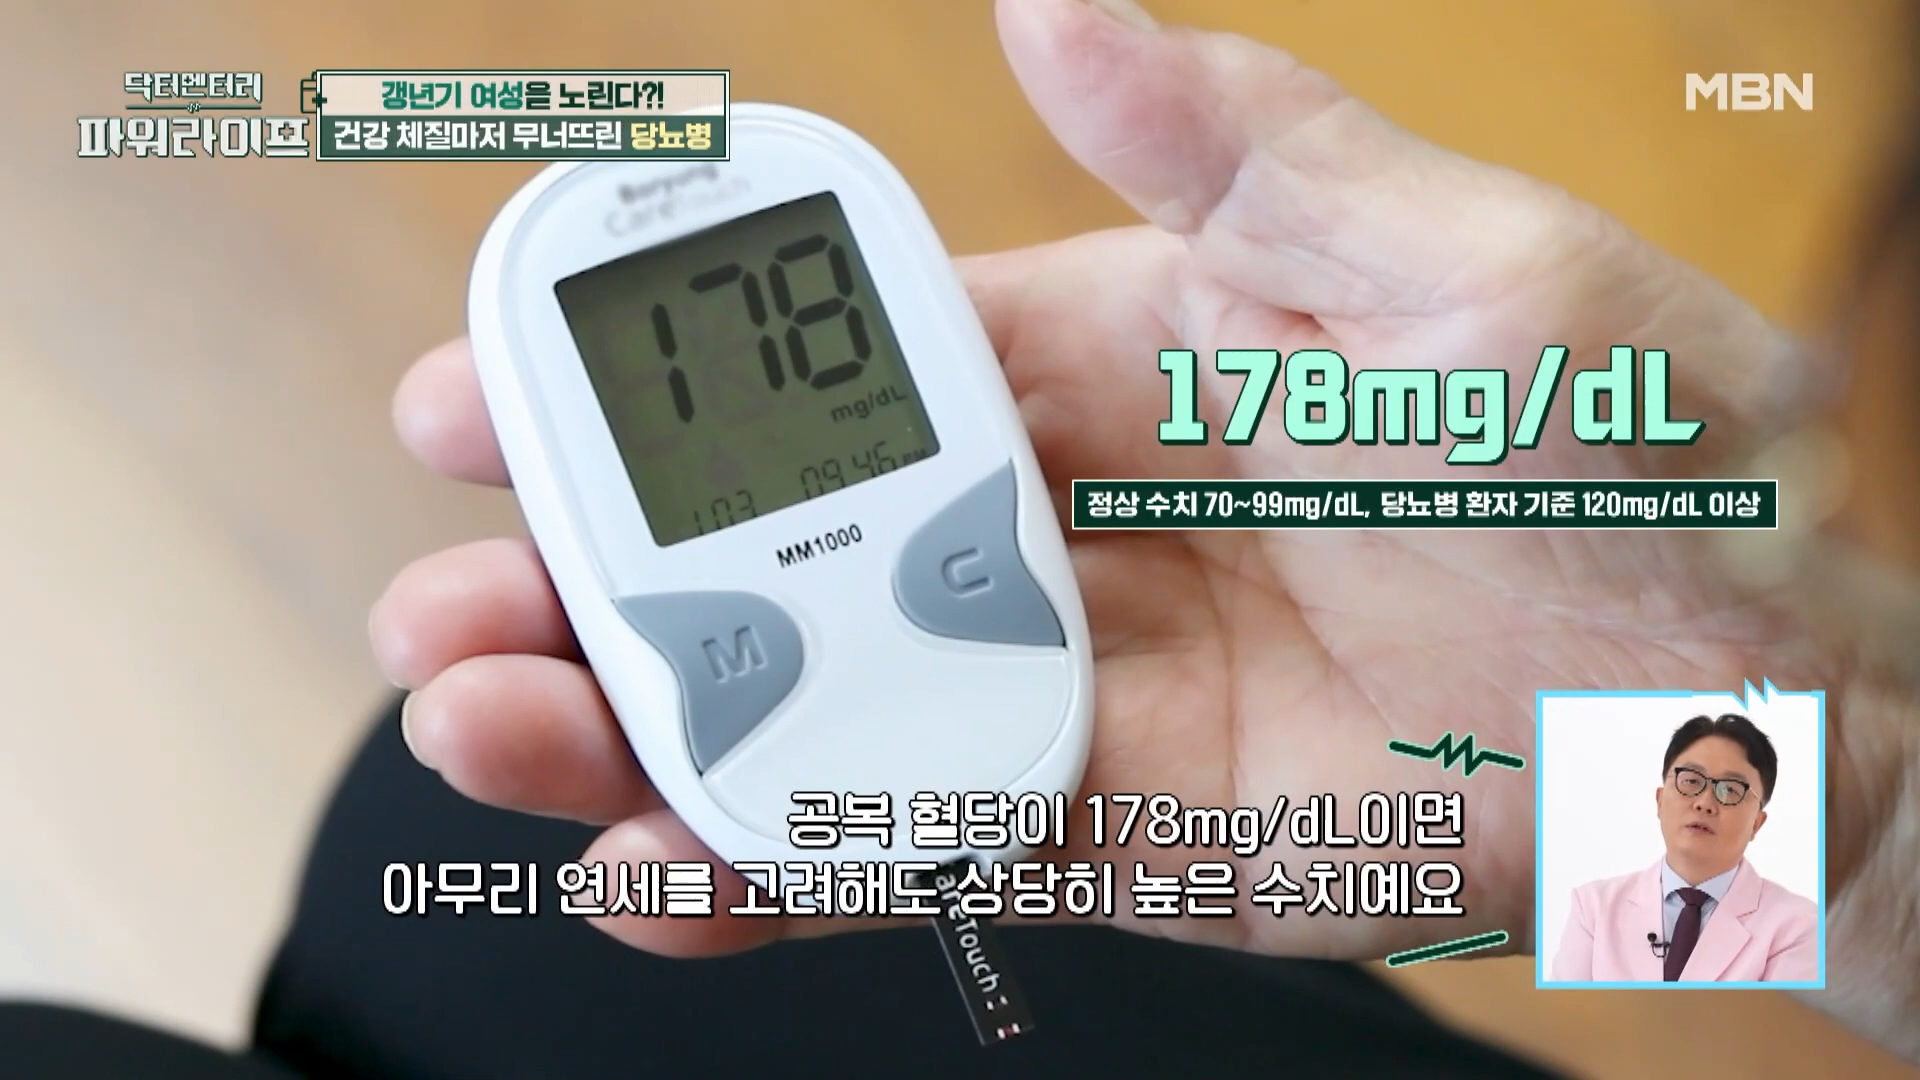 닥터멘터리
파워라이프
갱년기 여성을 노린다?!
건강 체질마저 무너뜨린 당뇨병
MBN
178
mg/dL
103 09:46 PM
MM1000
M
C
178mg/dL
정상 수치 70~99mg/dL, 당뇨병 환자 기준 120mg/dL 이상
공복 혈당이 178mg/dL이면
아무리 연세를 고려해도 상당히 높은 수치예요
areTouch